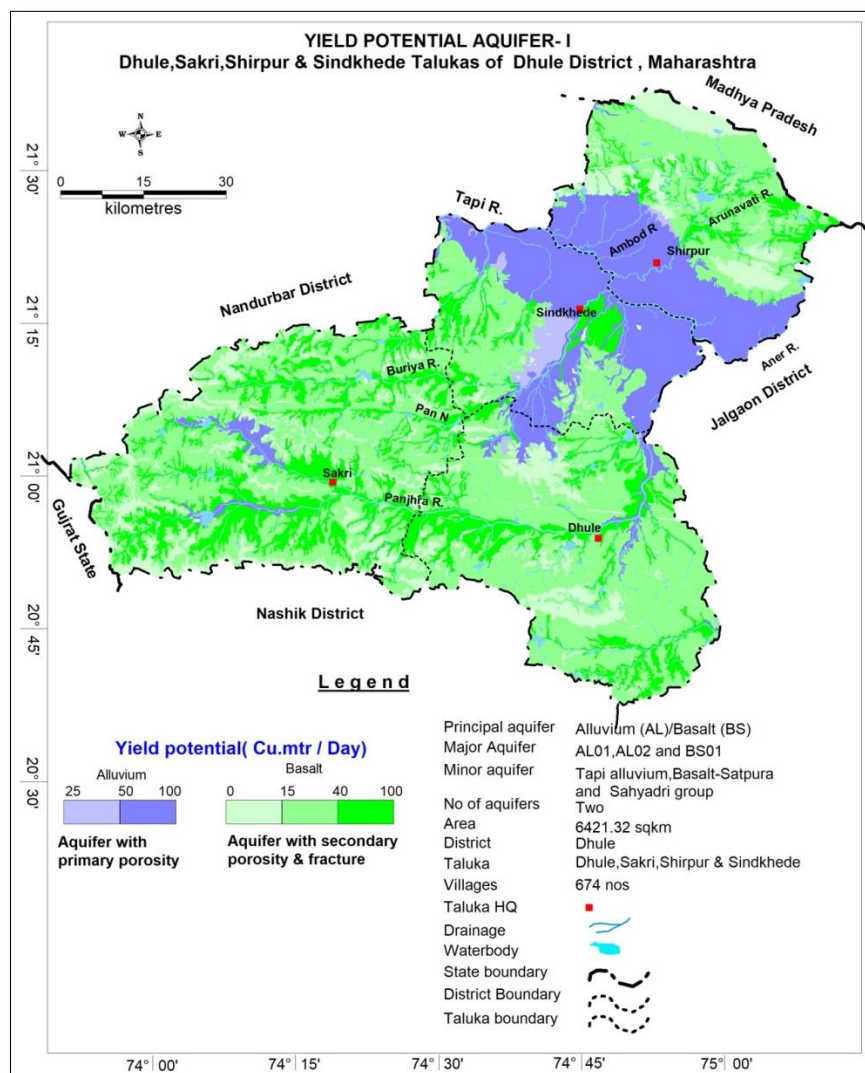 YIELD POTENTIAL AQUIFER- I
Dhule,Sakri,Shirpur & Sindkhede Talukas of Dhule District , Maharashtra
Madhya Pradesh
N
W E
S
21° 30'
0 15 30
kilometres
Tapi R.
Arunavati R.
Ambod R
Shirpur
Nandurbar District
21° 15'
Sindkhede
Aner R.
Buriya R.
Jalgaon District
Pan N
21° 00'
Sakri
Panjhra R.
Gujrat State
Dhule
Nashik District
20° 45'
Legend
Yield potential( Cu.mtr / Day)
Alluvium
Basalt
25 50 100
0 15 40 100
Aquifer with
primary porosity
Aquifer with secondary
porosity & fracture
20° 30'
Principal aquifer Alluvium (AL)/Basalt (BS)
Major Aquifer AL01,AL02 and BS01
Minor aquifer Tapi alluvium,Basalt-Satpura
and Sahyadri group
No of aquifers Two
Area 6421.32 sqkm
District Dhule
Taluka Dhule,Sakri,Shirpur & Sindkhede
Villages 674 nos
Taluka HQ
Drainage
Waterbody
State boundary
District Boundary
Taluka boundary
74° 00' 74° 15' 74° 30' 74° 45' 75° 00'